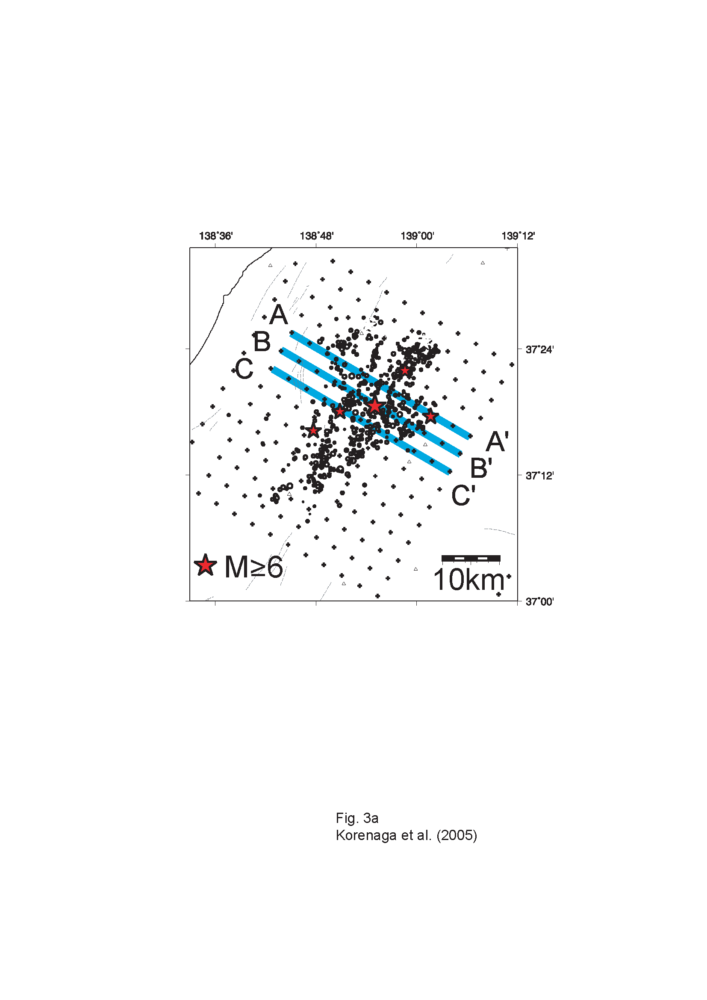 138°36' 138°48' 139°00' 139°12'
A
B
37°24'
C
A'
B'
37°12'
C'
M≥6
10km
37°00'
Fig. 3a
Korenaga et al. (2005)